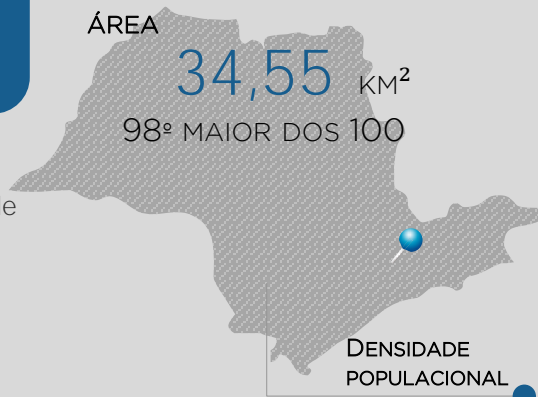 ÁREA
34,55 KM²
98º MAIOR DOS 100
e
DENSIDADE
POPULACIONAL